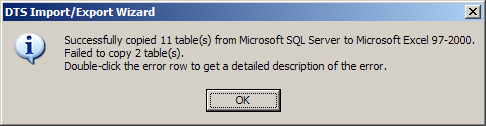 DTS Import/Export Wizard
Successfully copied 11 table(s) from Microsoft SQL Server to Microsoft Excel 97-2000.
Failed to copy 2 table(s).
Double-click the error row to get a detailed description of the error.
OK